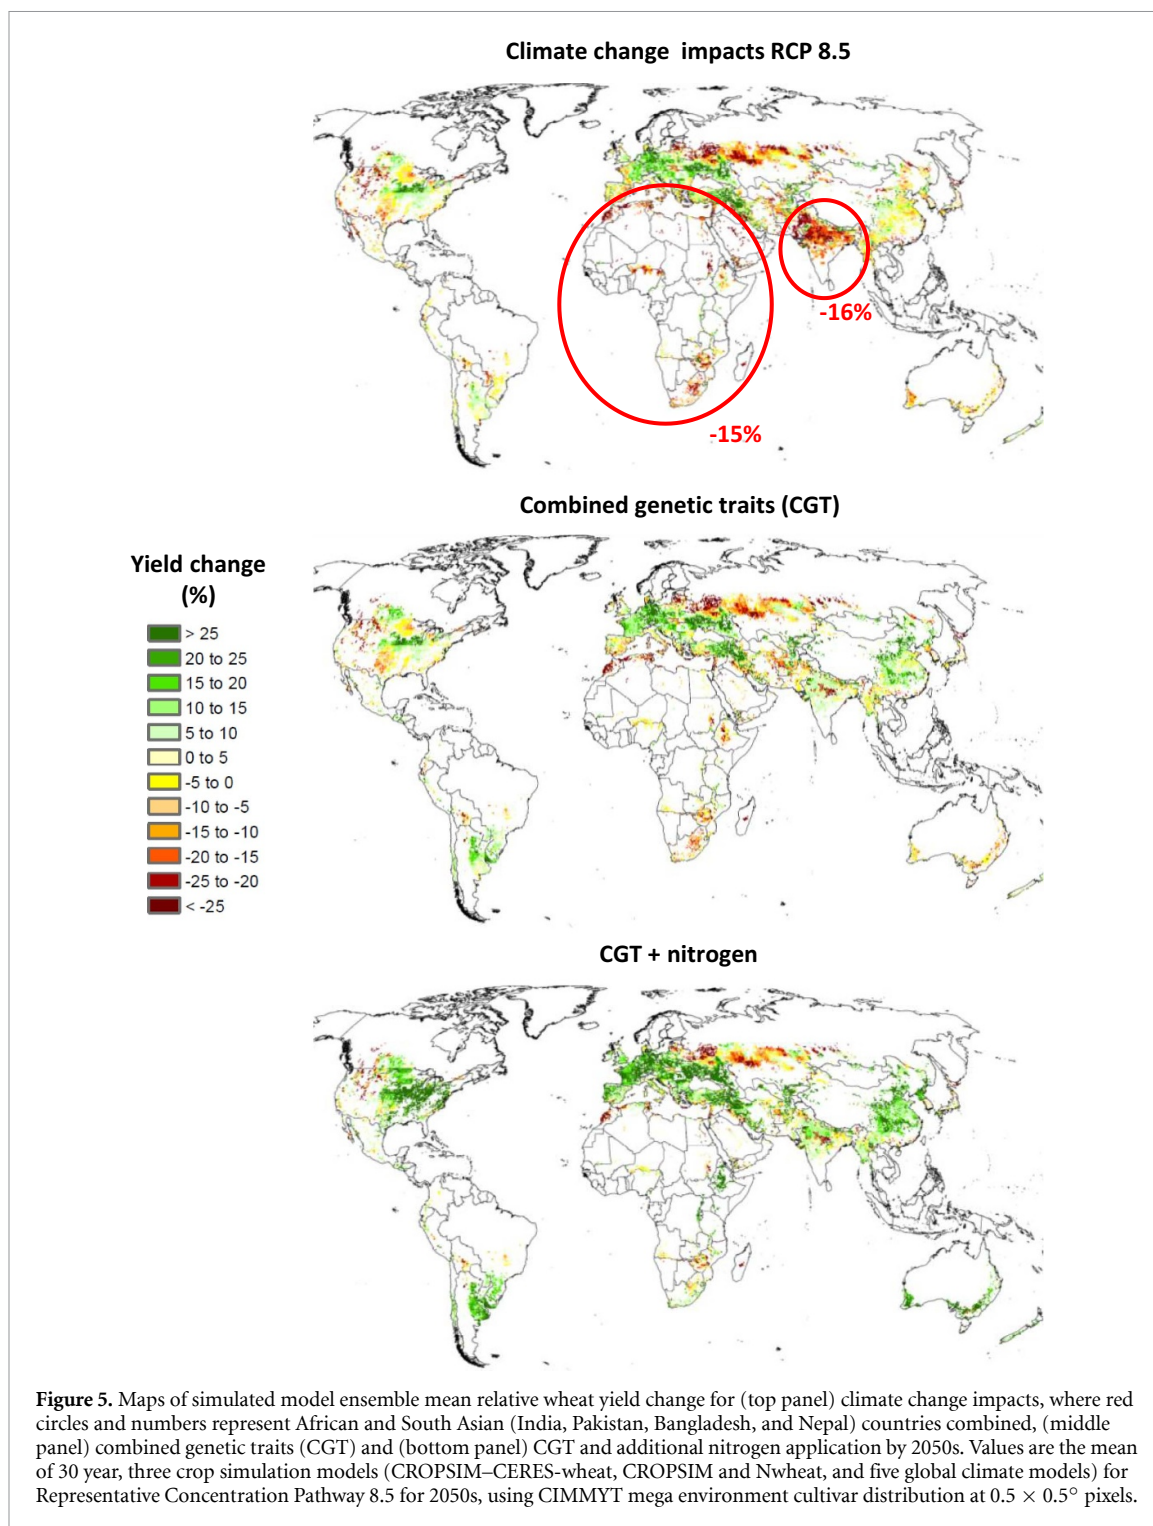 Climate change  impacts RCP 8.5
-16%
-15%
Combined genetic traits (CGT)
Yield change
(%)
> 25
20 to 25
15 to 20
10 to 15
5 to 10
0 to 5
-5 to 0
-10 to -5
-15 to -10
-20 to -15
-25 to -20
< -25
CGT + nitrogen
Figure 5. Maps of simulated model ensemble mean relative wheat yield change for (top panel) climate change impacts, where red
circles and numbers represent African and South Asian (India, Pakistan, Bangladesh, and Nepal) countries combined, (middle
panel) combined genetic traits (CGT) and (bottom panel) CGT and additional nitrogen application by 2050s. Values are the mean
of 30 year, three crop simulation models (CROPSIM–CERES-wheat, CROPSIM and Nwheat, and five global climate models) for
Representative Concentration Pathway 8.5 for 2050s, using CIMMYT mega environment cultivar distribution at 0.5 × 0.5° pixels.